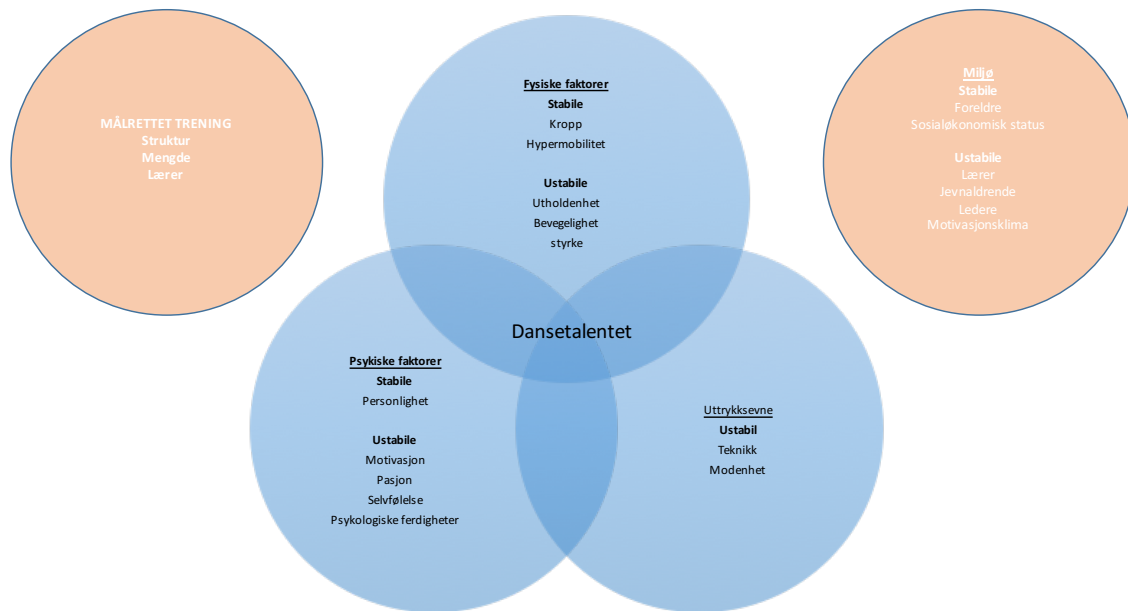 MÅLRETTET TRENING
Struktur
Mengde
Lærer
Fysiske faktorer
Stabile
Kropp
Hypermobilitet
Ustabile
Utholdenhet
Bevegelighet
styrke
Miljø
Stabile
Foreldre
Sosialøkonomisk status
Ustabile
Lærer
Jevnaldrende
Ledere
Motivasjonsklima
Dansetalentet
Psykiske faktorer
Stabile
Personlighet
Ustabile
Motivasjon
Pasjon
Selvfølelse
Psykologiske ferdigheter
Uttrykksevne
Ustabil
Teknikk
Modenhet